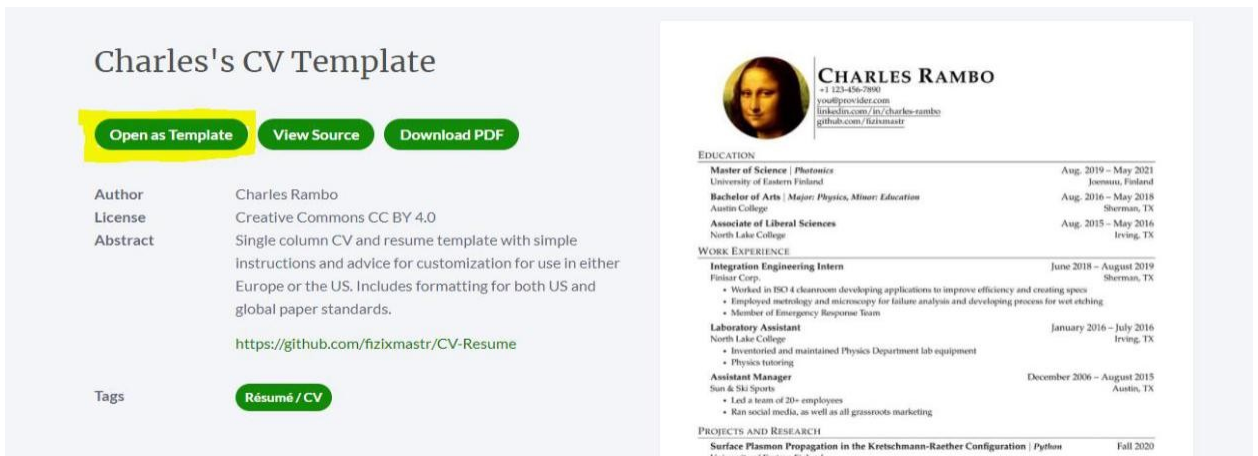 Charles's CV Template
Open as Template View Source Download PDF
Author Charles Rambo
License Creative Commons CC BY 4.0
Abstract Single column CV and resume template with simple
instructions and advice for customization for use in either
Europe or the US. Includes formatting for both US and
global paper standards.
https://github.com/fizixmastr/CV-Resume
Tags Résumé / CV
CHARLES RAMBO
+1 123-456-7890
you@provider.com
linkedin.com/in/charles-rambo
github.com/fizixmastr
EDUCATION
Master of Science | Photonics Aug. 2019 – May 2021
University of Eastern Finland Joensuu, Finland
Bachelor of Arts | Major: Physics, Minor: Education Aug. 2016 – May 2018
Austin College Sherman, TX
Associate of Liberal Sciences Aug. 2015 – May 2016
North Lake College Irving, TX
WORK EXPERIENCE
Integration Engineering Intern June 2018 – August 2019
Finisar Corp. Sherman, TX
• Worked in ISO 4 cleanroom developing applications to improve efficiency and creating specs
• Employed metrology and microscopy for failure analysis and developing process for wet etching
• Member of Emergency Response Team
Laboratory Assistant January 2016 – July 2016
North Lake College Irving, TX
• Inventoried and maintained Physics Department lab equipment
• Physics tutoring
Assistant Manager December 2006 – August 2015
Sun & Ski Sports Austin, TX
• Led a team of 20+ employees
• Ran social media, as well as all grassroots marketing
PROJECTS AND RESEARCH
Surface Plasmon Propagation in the Kretschmann-Raether Configuration | Python Fall 2020